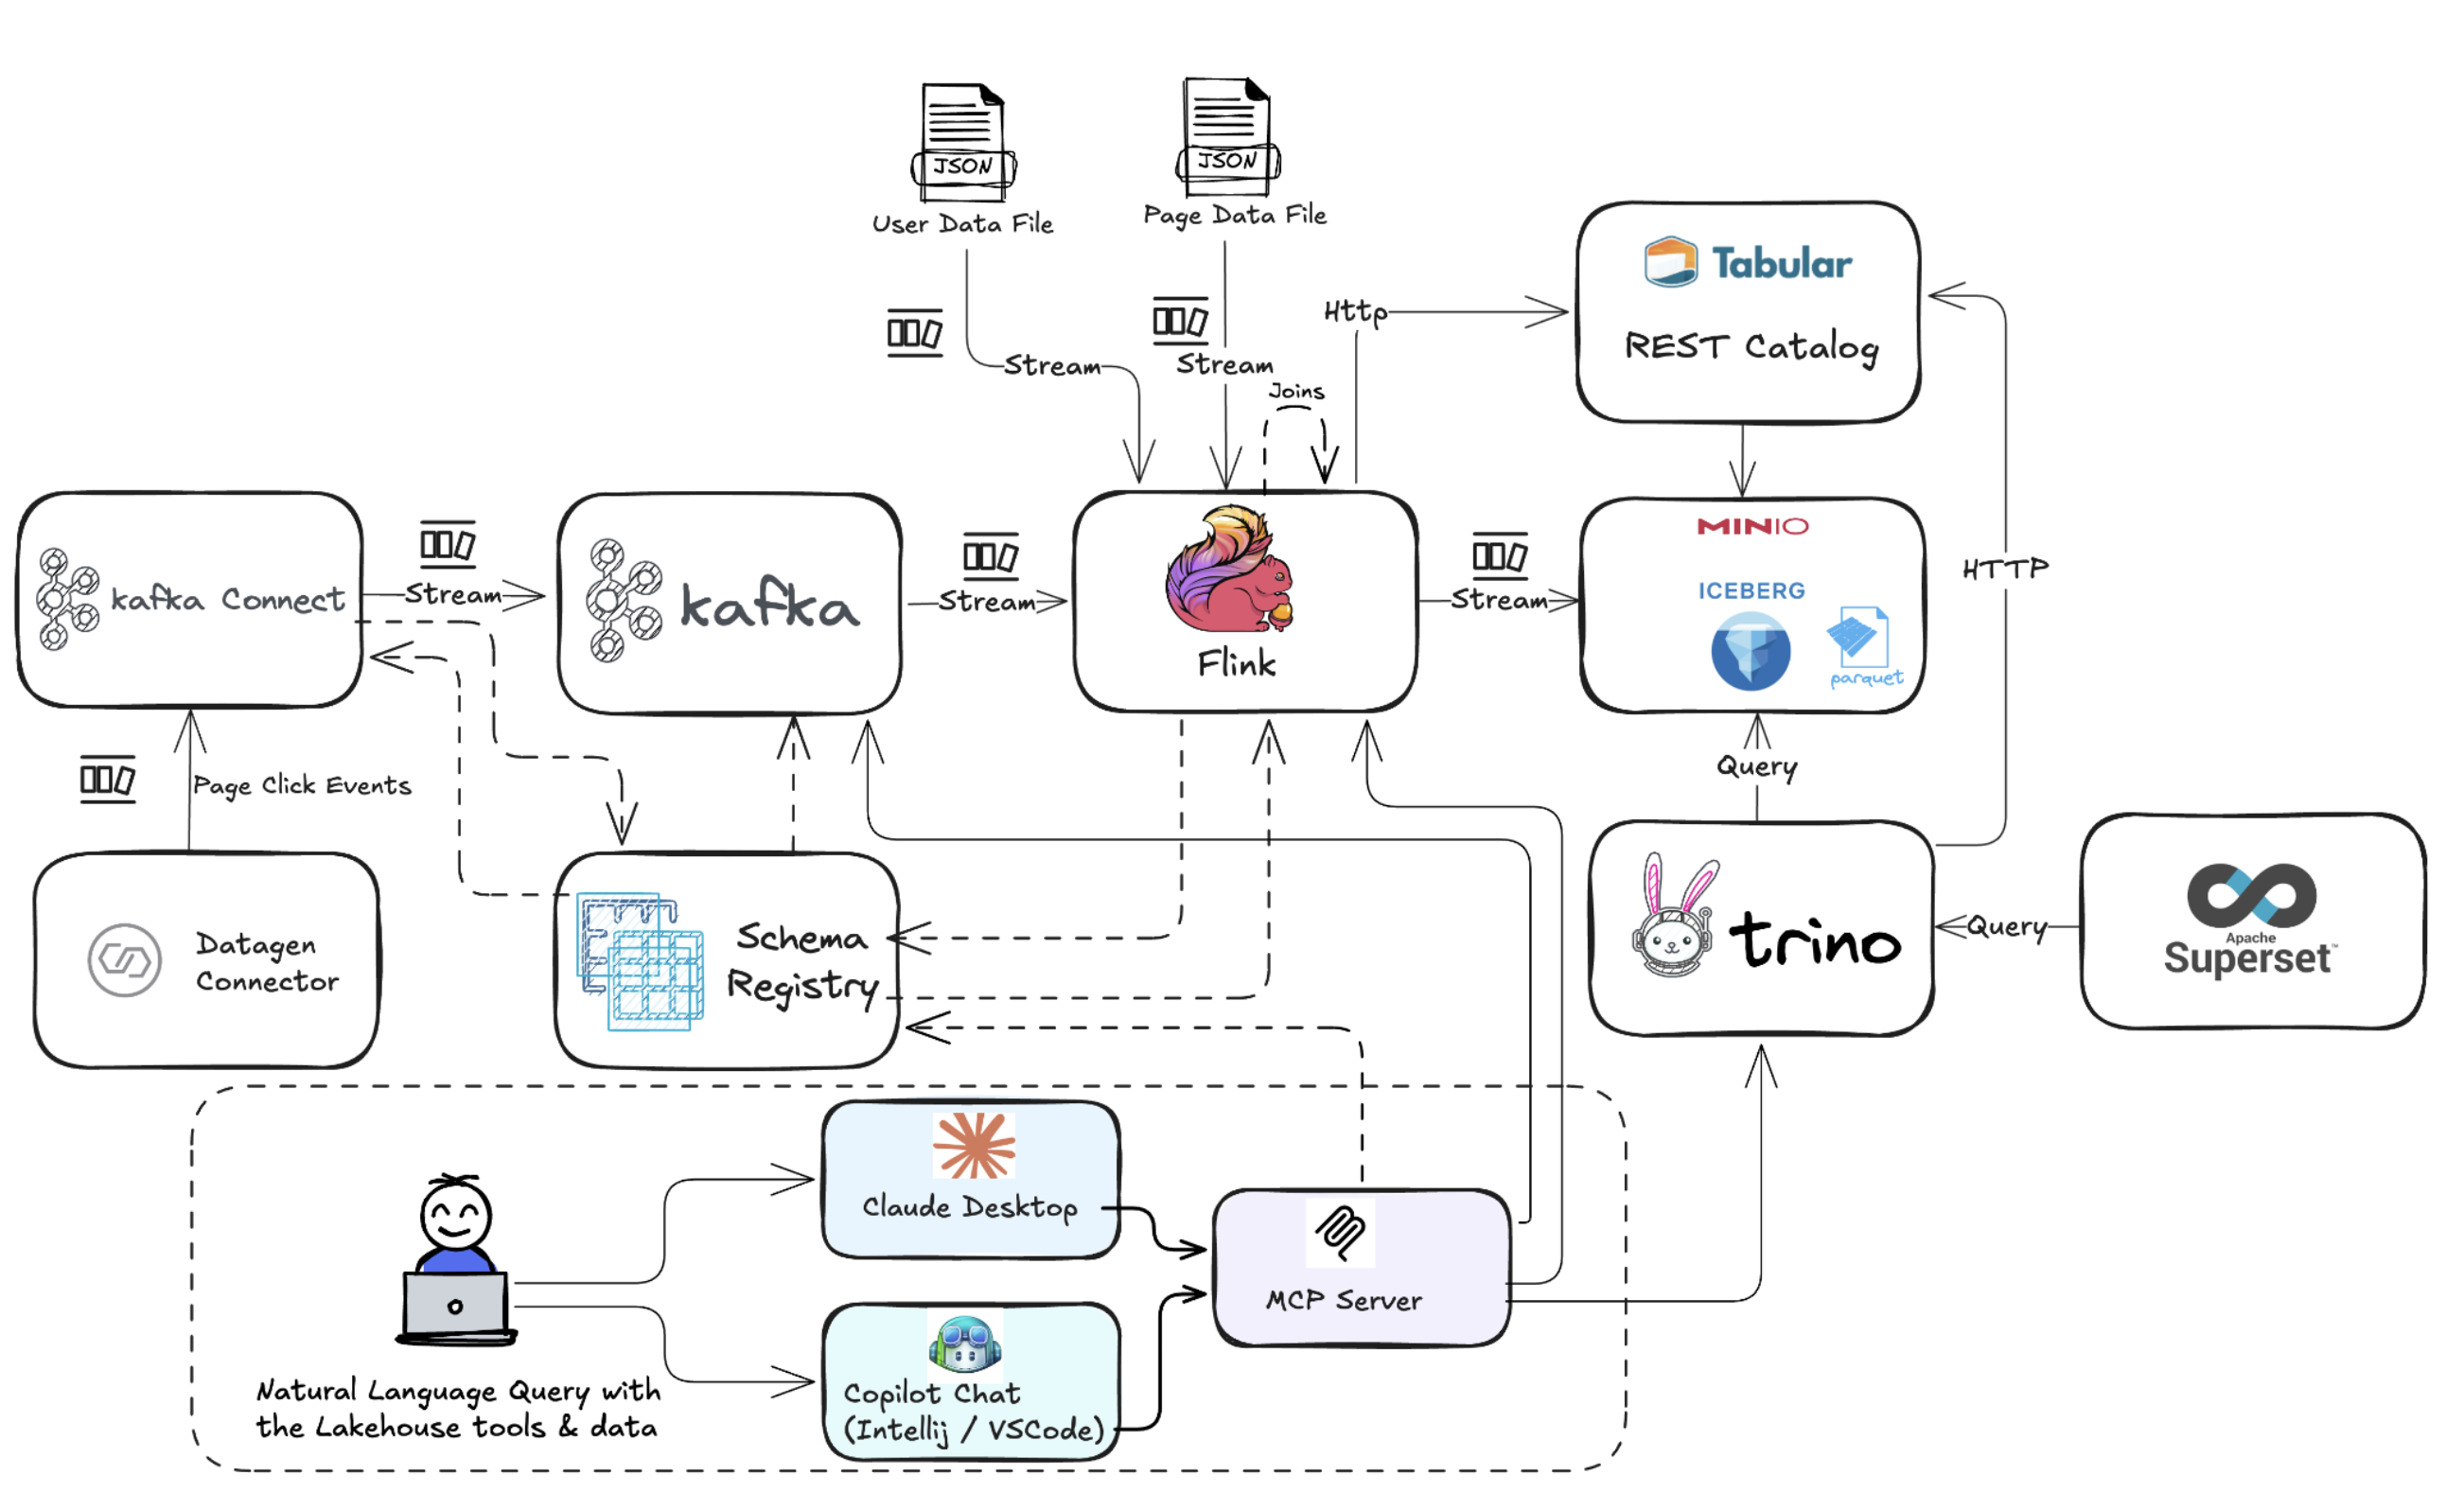 JSON
User Data File
JSON
Page Data File
Stream
Stream
Joins
Http
Tabular
REST Catalog
kafka Connect
Stream
kafka
Stream
Flink
Stream
MINIO
ICEBERG
parquet
HTTP
Page Click Events
Query
Datagen
Connector
Schema
Registry
trino
Query
Apache
Superset™
Claude Desktop
MCP Server
Copilot Chat
(Intellij / VSCode)
Natural Language Query with
the Lakehouse tools & data